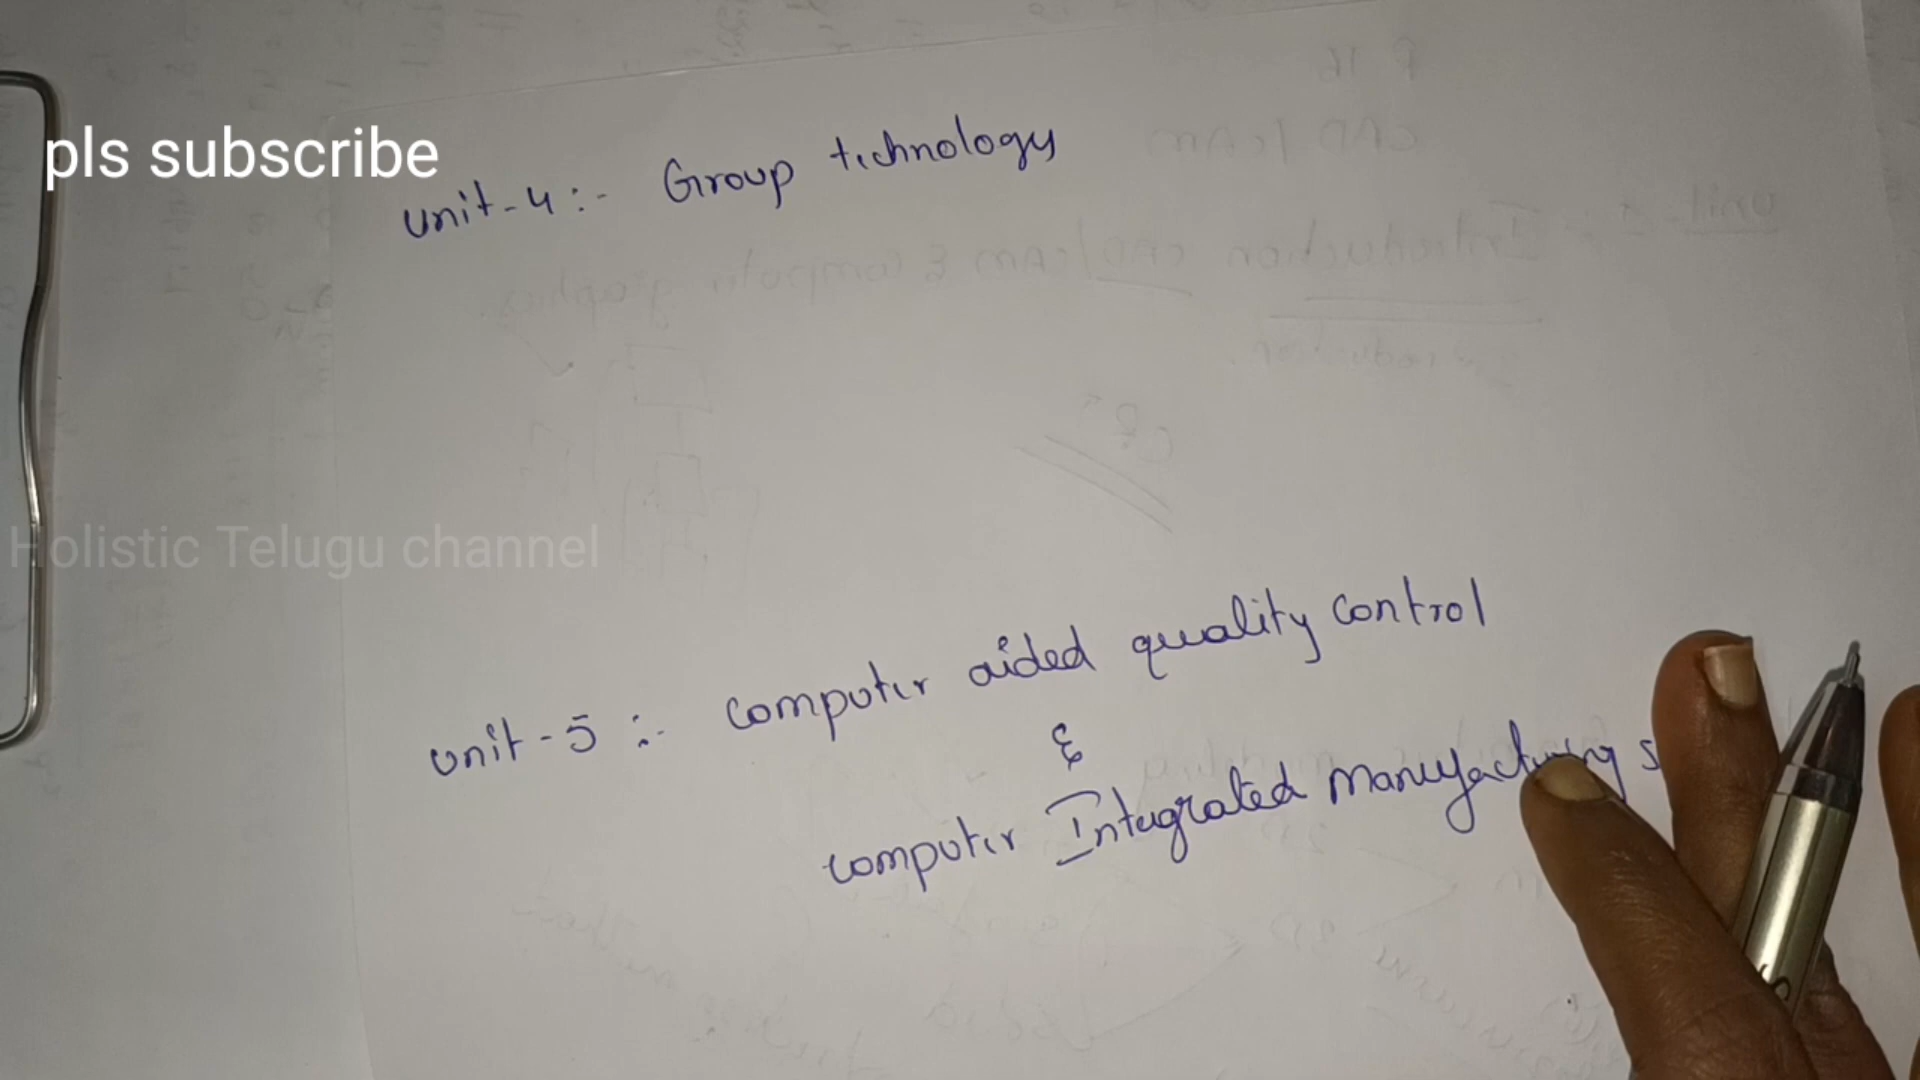 pls subscribe
unit-4:- Group technology
Holistic Telugu channel
unit-5:- computer aided quality control
&
computer Integrated Manufacturing s